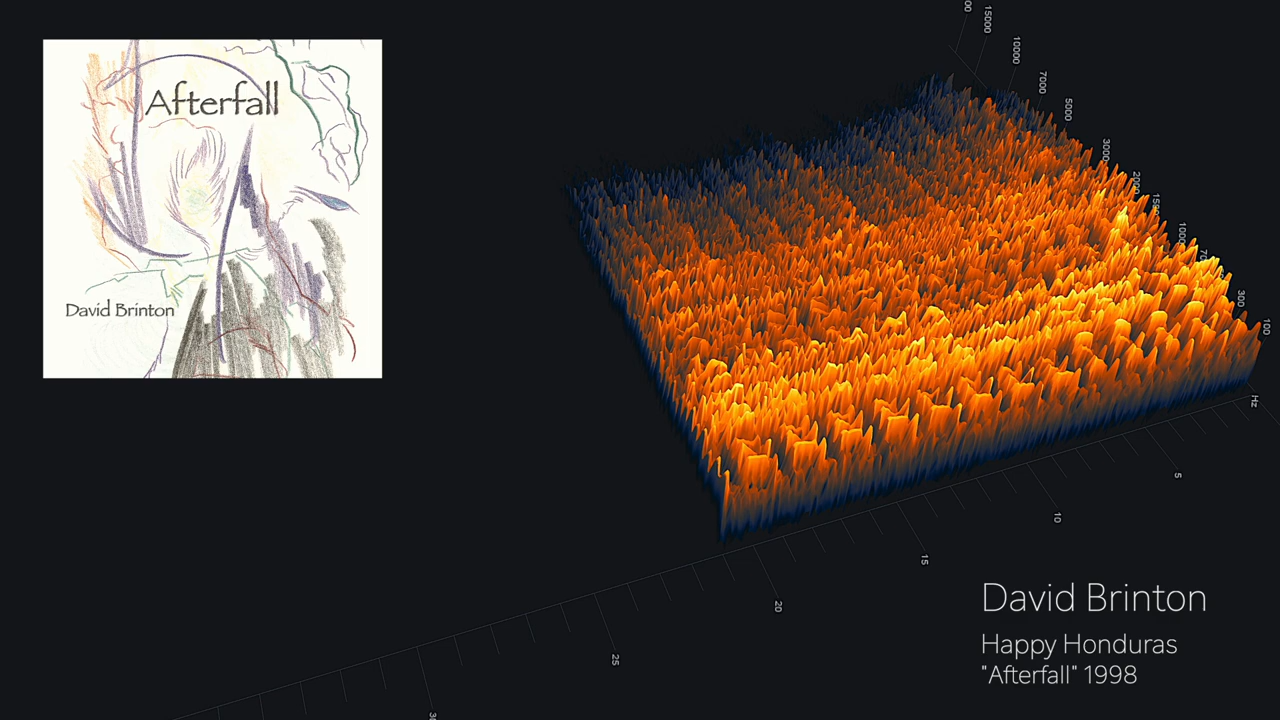 Afterfall
David Brinton
15000
10000
7000
5000
3000
2000
300
100
Hz
5
10
15
20
25
David Brinton
Happy Honduras
"Afterfall" 1998